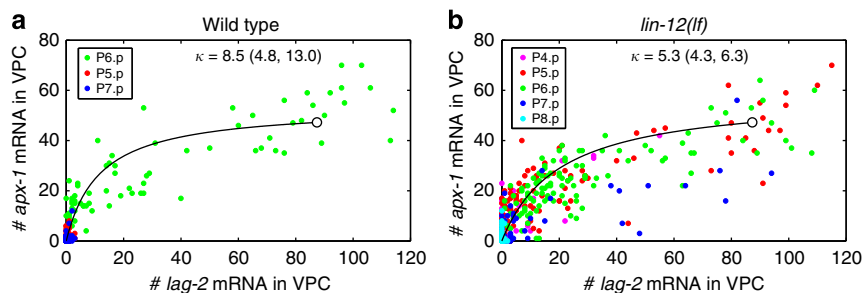 a
Wild type
# apx-1 mRNA in VPC
80
60
40
20
0
P6.p
P5.p
P7.p
κ = 8.5 (4.8, 13.0)
0 20 40 60 80 100 120
# lag-2 mRNA in VPC
b
lin-12(lf)
# apx-1 mRNA in VPC
80
60
40
20
0
P4.p
P5.p
P6.p
P7.p
P8.p
κ = 5.3 (4.3, 6.3)
0 20 40 60 80 100 120
# lag-2 mRNA in VPC